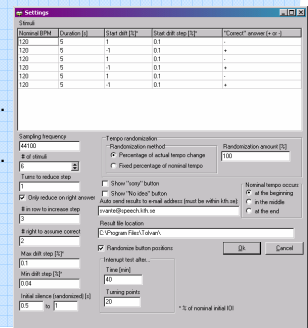 Settings
Stimuli
Nominal BPM Duration [s] Start drift [%]* Start drift step [%]* "Correct" answer (+ or -)
120 5 1 0.1 -
120 5 -1 0.1 +
120 5 1 0.1 -
120 5 -1 0.1 +
120 5 1 0.1 -
120 5 -1 0.1 +
Sampling frequency
44100
# of stimuli
6
Turns to reduce step
1
Only reduce on right answer
# in row to increase step
3
# right to assume correct
2
Max drift step [%]*
0.1
Min drift step [%]*
0.04
Initial silence (randomized) [s]
0.5 to 1
Tempo randomization
Randomization method
Percentage of actual tempo change
Fixed percentage of nominal tempo
Randomization amount [%]
100
Show "sorry" button
Show "No idea" button
Auto send results to e-mail address (must be within kth.se)
svante@speech.kth.se
Nominal tempo occurs
at the beginning
in the middle
at the end
Result file location
C:\Program Files\Tolvan\
Randomize button positions
Ok Cancel
Interrupt test after...
Time [min]
40
Turning points
20
* % of nominal initial IOI